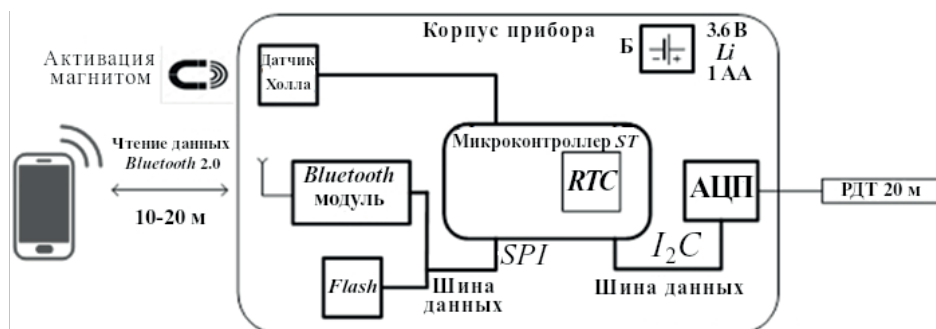 Корпус прибора
Активация
магнитом
Датчик
Холла
Б
3.6 В
Li
1 АА
Чтение данных
Bluetooth 2.0
10-20 м
Bluetooth
модуль
Flash
Микроконтроллер ST
RTC
АЦП
РДТ 20 м
SPI
Шина
данных
I₂C
Шина данных